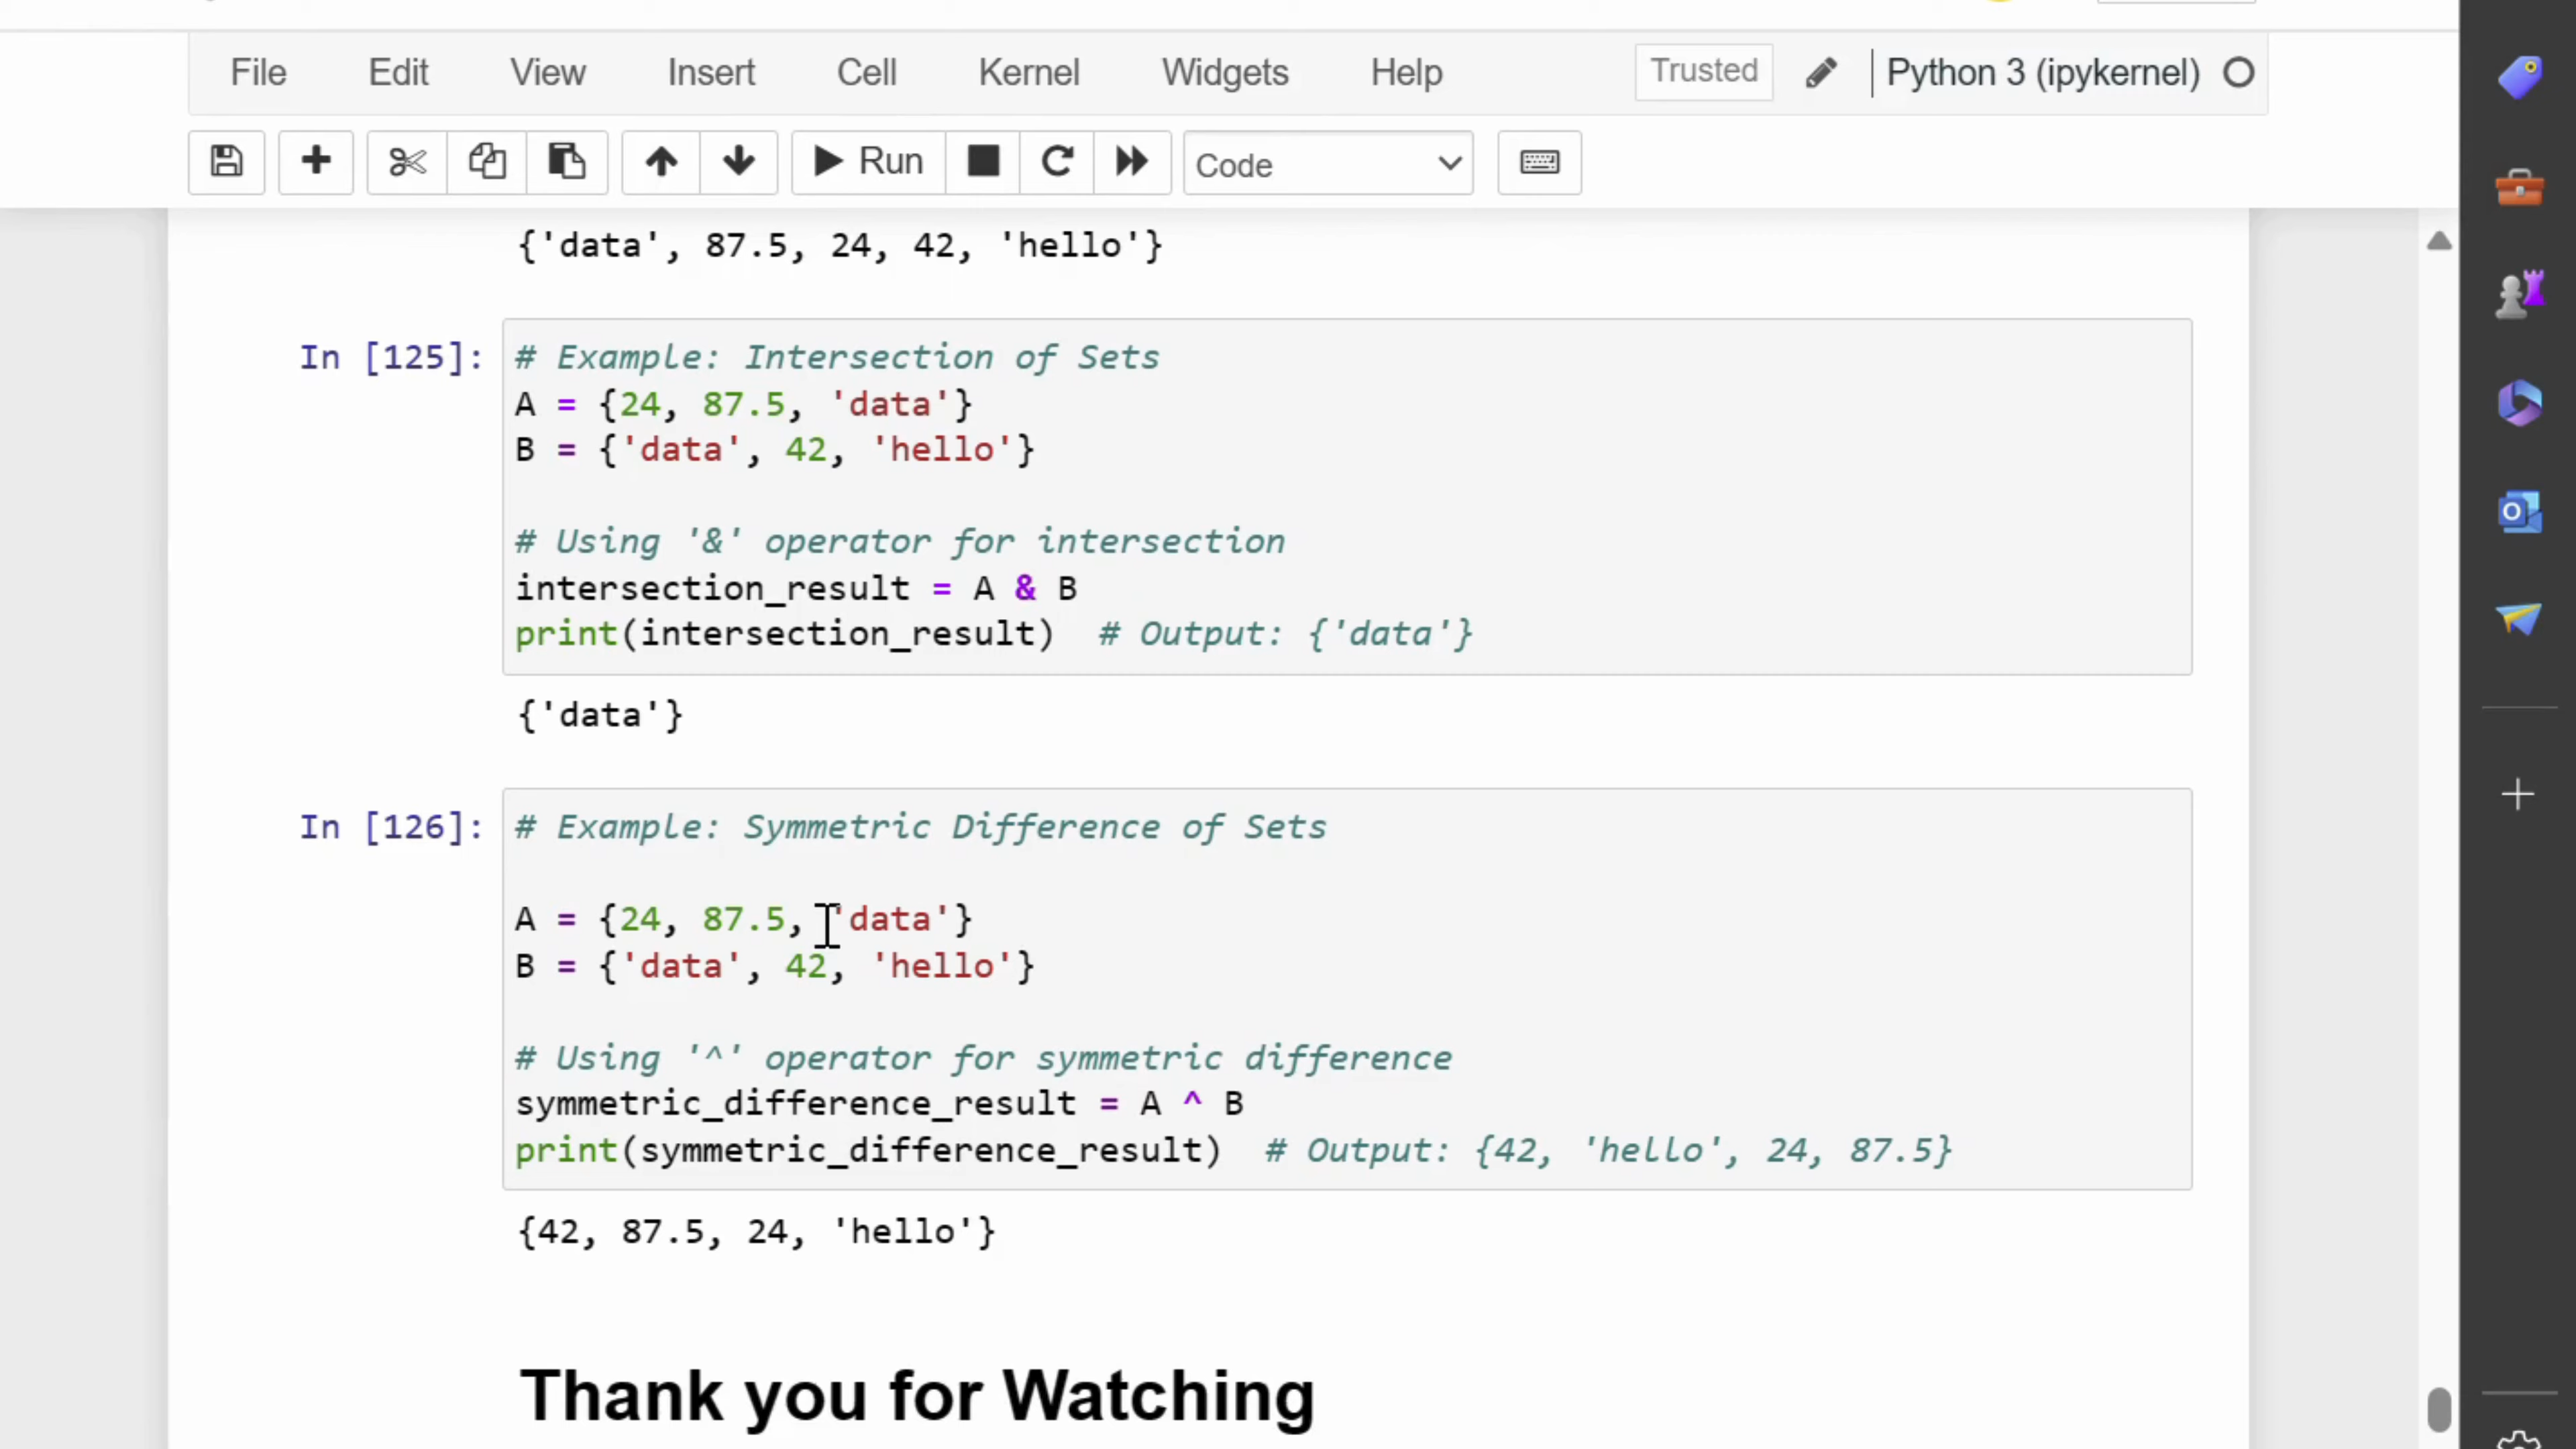 File Edit View Insert Cell Kernel Widgets Help Trusted Python 3 (ipykernel)
Run Code
{'data', 87.5, 24, 42, 'hello'}
In [125]: # Example: Intersection of Sets
A = {24, 87.5, 'data'}
B = {'data', 42, 'hello'}
# Using '&' operator for intersection
intersection_result = A & B
print(intersection_result)  # Output: {'data'}
{'data'}
In [126]: # Example: Symmetric Difference of Sets
A = {24, 87.5, 'data'}
B = {'data', 42, 'hello'}
# Using '^' operator for symmetric difference
symmetric_difference_result = A ^ B
print(symmetric_difference_result)  # Output: {42, 'hello', 24, 87.5}
{42, 87.5, 24, 'hello'}
Thank you for Watching